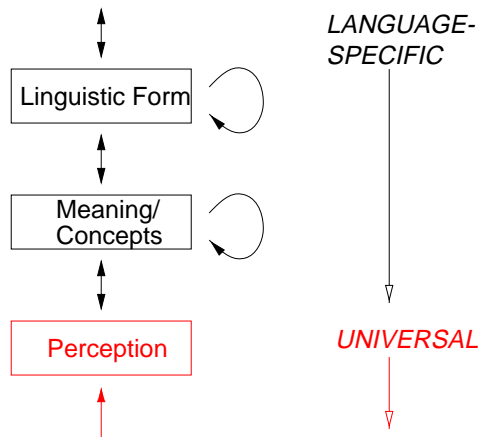 LANGUAGE-
SPECIFIC
Linguistic Form
Meaning/
Concepts
Perception
UNIVERSAL